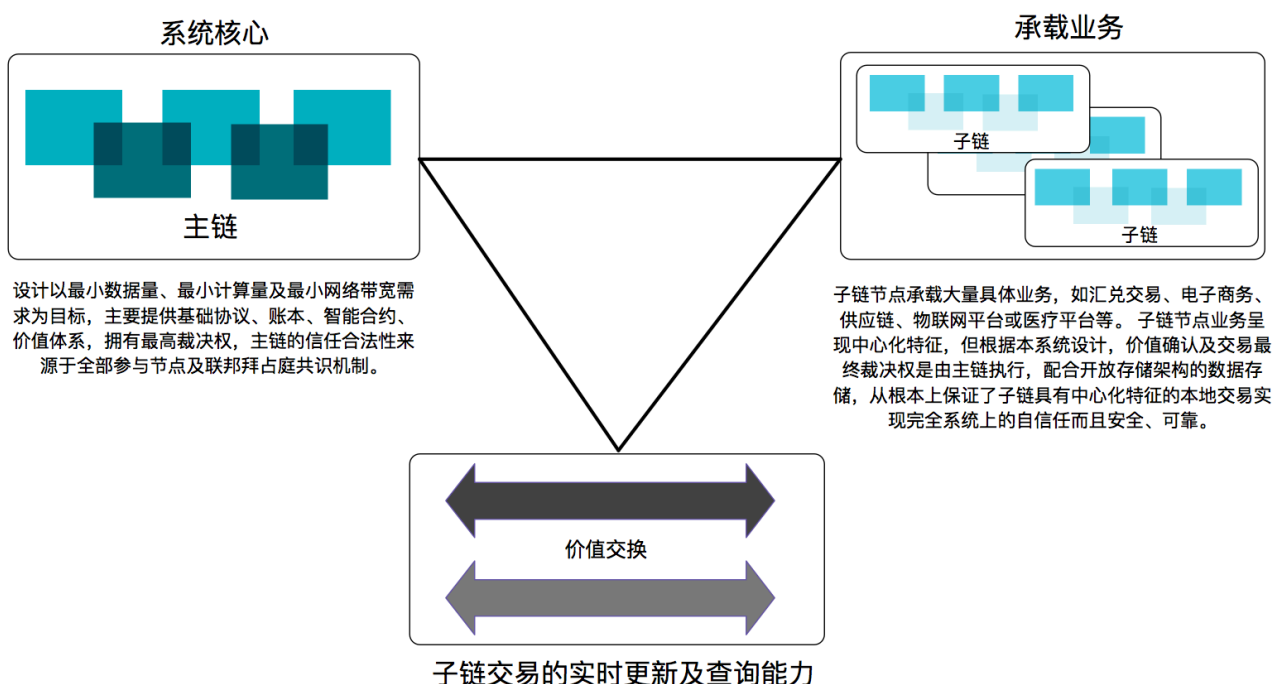 系统核心
主链
设计以最小数据量、最小计算量及最小网络带宽需
求为目标，主要提供基础协议、账本、智能合约、
价值体系，拥有最高裁决权，主链的信任合法性来
源于全部参与节点及联邦拜占庭共识机制。
承载业务
子链
子链
子链节点承载大量具体业务，如汇兑交易、电子商务、
供应链、物联网平台或医疗平台等。 子链节点业务呈
现中心化特征，但根据本系统设计，价值确认及交易最
终裁决权是由主链执行，配合开放存储架构的数据存
储，从根本上保证了子链具有中心化特征的本地交易实
现完全系统上的自信任而且安全、可靠。
价值交换
子链交易的实时更新及查询能力